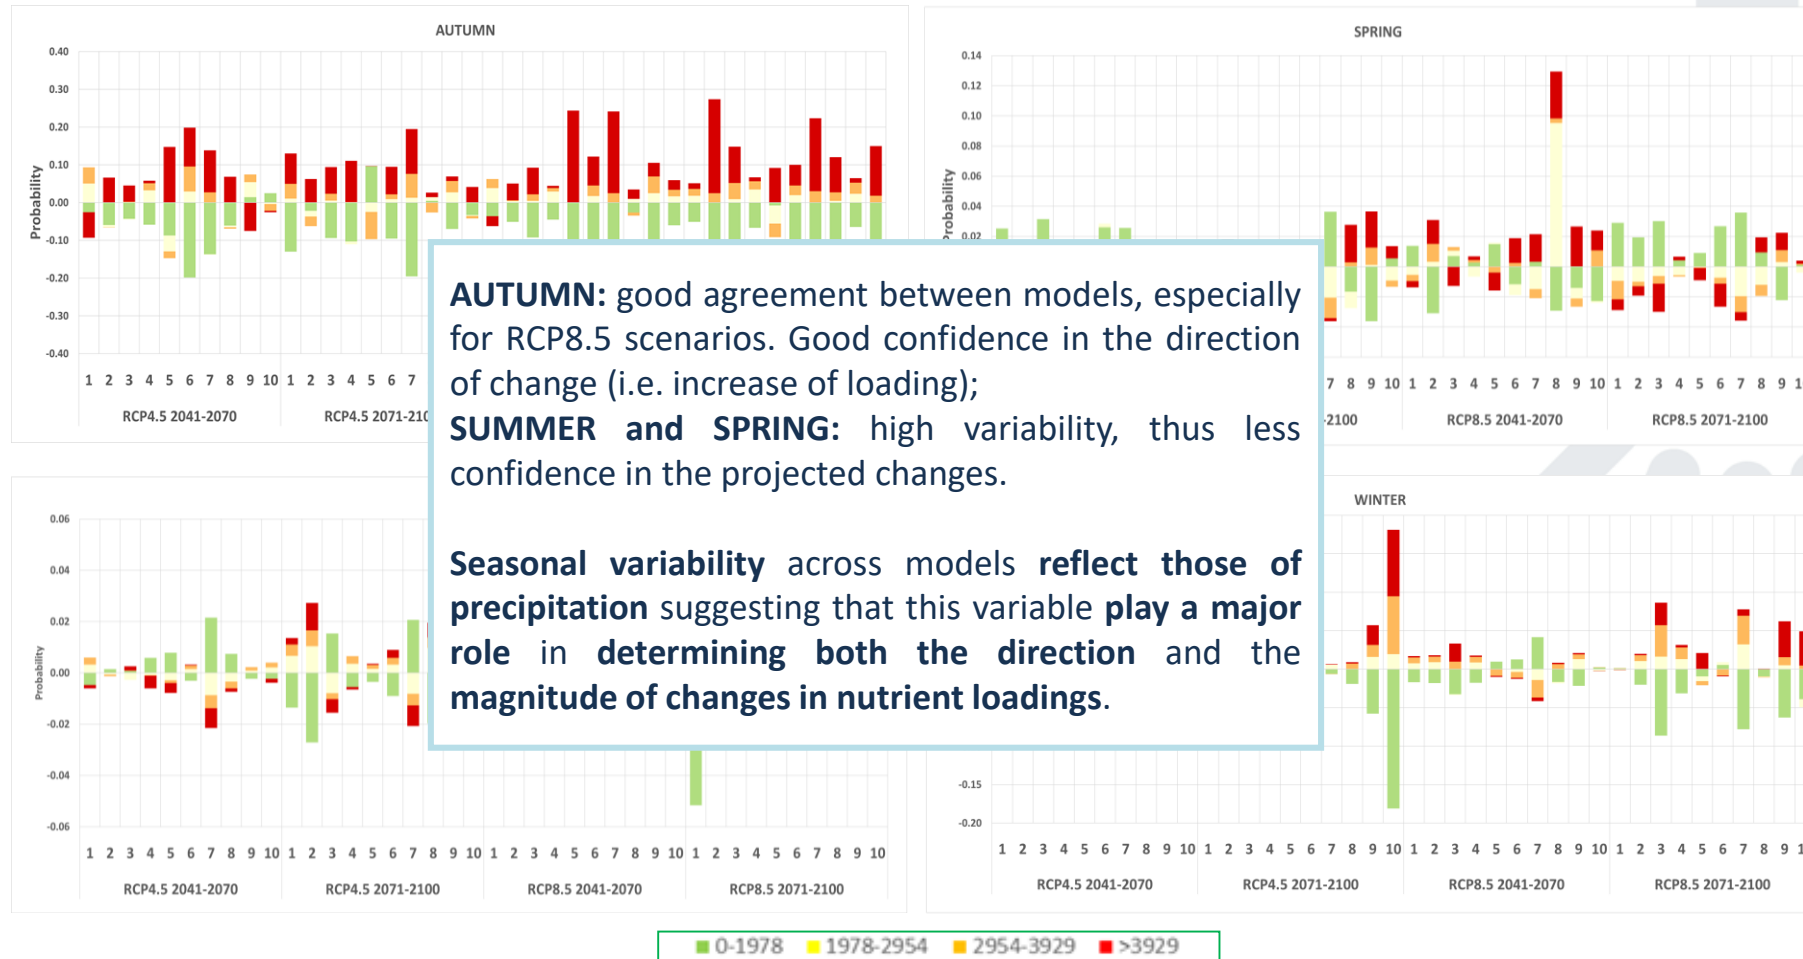 AUTUMN
0.40
0.30
0.20
0.10
0.00
-0.10
-0.20
-0.30
-0.40
Probability
1 2 3 4 5 6 7 8 9 10 1 2 3 4 5 6 7
RCP4.5 2041-2070
RCP4.5 2071-210
SPRING
0.14
0.12
0.10
0.08
0.06
0.04
0.02
Probability
7 8 9 10 1 2 3 4 5 6 7 8 9 10 1 2 3 4 5 6 7 8 9 1
-2100
RCP8.5 2041-2070
RCP8.5 2071-2100
AUTUMN: good agreement between models, especially
for RCP8.5 scenarios. Good confidence in the direction
of change (i.e. increase of loading);
SUMMER and SPRING: high variability, thus less
confidence in the projected changes.
Seasonal variability across models reflect those of
precipitation suggesting that this variable play a major
role in determining both the direction and the
magnitude of changes in nutrient loadings.
0.06
0.04
0.02
0.00
-0.02
-0.04
-0.06
Probability
1 2 3 4 5 6 7 8 9 10 1 2 3 4 5 6 7 8 9 10 1 2 3 4 5 6 7 8 9 10 1 2 3 4 5 6 7 8 9 10
RCP4.5 2041-2070
RCP4.5 2071-2100
RCP8.5 2041-2070
RCP8.5 2071-2100
WINTER
-0.15
-0.20
1 2 3 4 5 6 7 8 9 10 1 2 3 4 5 6 7 8 9 10 1 2 3 4 5 6 7 8 9 10 1 2 3 4 5 6 7 8 9 1
RCP4.5 2041-2070
RCP4.5 2071-2100
RCP8.5 2041-2070
RCP8.5 2071-2100
0-1978 1978-2954 2954-3929 >3929